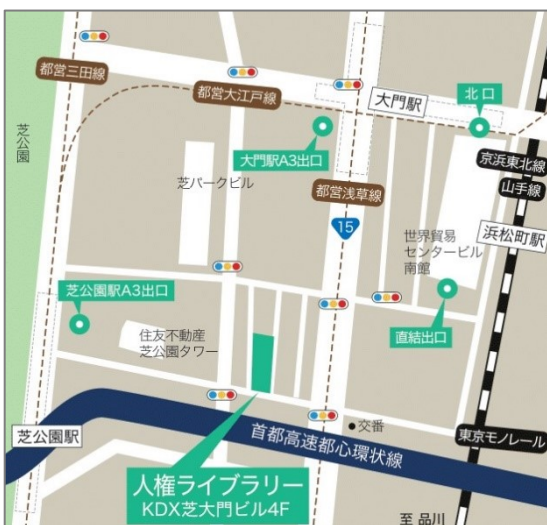 都営三田線
都営大江戸線
大門駅
北口
芝公園
大門駅A3出口
京浜東北線
芝パークビル
山手線
都営浅草線
15
世界貿易
センタービル
南館
浜松町駅
芝公園駅A3出口
直結出口
住友不動産
芝公園タワー
交番
首都高速都心環状線
東京モノレール
芝公園駅
人権ライブラリー
KDX芝大門ビル4F
至 品川